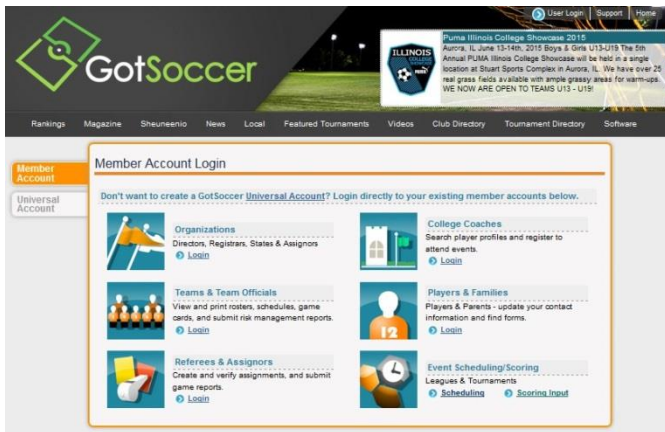 User Login Support Home
GotSoccer
ILLINOIS
COLLEGE
SHOWCASE
Puma Illinois College Showcase 2015
Aurora, IL June 13-14th, 2015 Boys & Girls U13-U19 The 5th
Annual PUMA Illinois College Showcase will be held in a single
location at Stuart Sports Complex in Aurora, IL. We have over 25
real grass fields available with ample grassy areas for warm-ups.
WE NOW ARE OPEN TO TEAMS U13 - U19!
Rankings Magazine Sheuneenio News Local Featured Tournaments Videos Club Directory Tournament Directory Software
Member
Account
Universal
Account
Member Account Login
Don't want to create a GotSoccer Universal Account? Login directly to your existing member accounts below.
Organizations
Directors, Registrars, States & Assignors
Login
College Coaches
Search player profiles and register to
attend events.
Login
Teams & Team Officials
View and print rosters, schedules, game
cards, and submit risk management reports.
Login
12
Players & Families
Players & Parents - update your contact
information and find forms.
Login
Referees & Assignors
Create and verify assignments, and submit
game reports.
Login
Event Scheduling/Scoring
Leagues & Tournaments
Scheduling Scoring Input